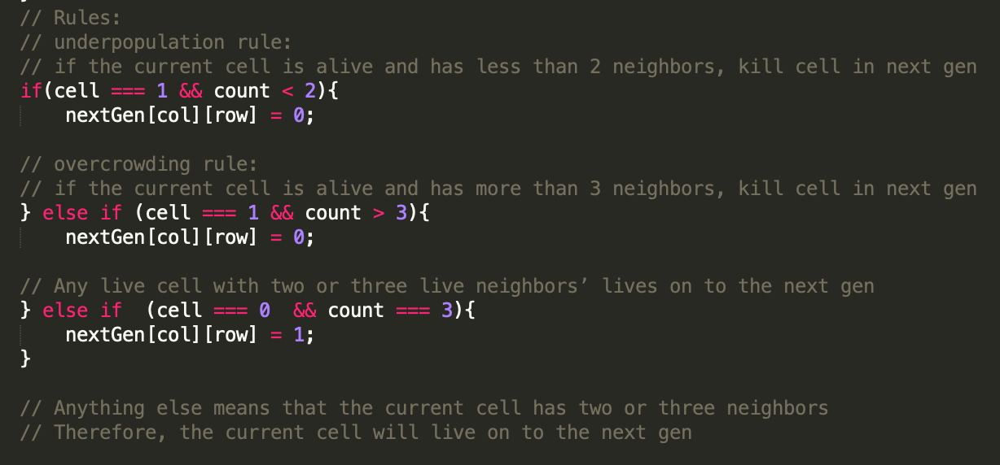 // Rules:
// underpopulation rule:
// if the current cell is alive and has less than 2 neighbors, kill cell in next gen
if(cell === 1 && count < 2){
    nextGen[col][row] = 0;
// overcrowding rule:
// if the current cell is alive and has more than 3 neighbors, kill cell in next gen
} else if (cell === 1 && count > 3){
    nextGen[col][row] = 0;
// Any live cell with two or three live neighbors’ lives on to the next gen
} else if  (cell === 0  && count === 3){
    nextGen[col][row] = 1;
}
// Anything else means that the current cell has two or three neighbors
// Therefore, the current cell will live on to the next gen